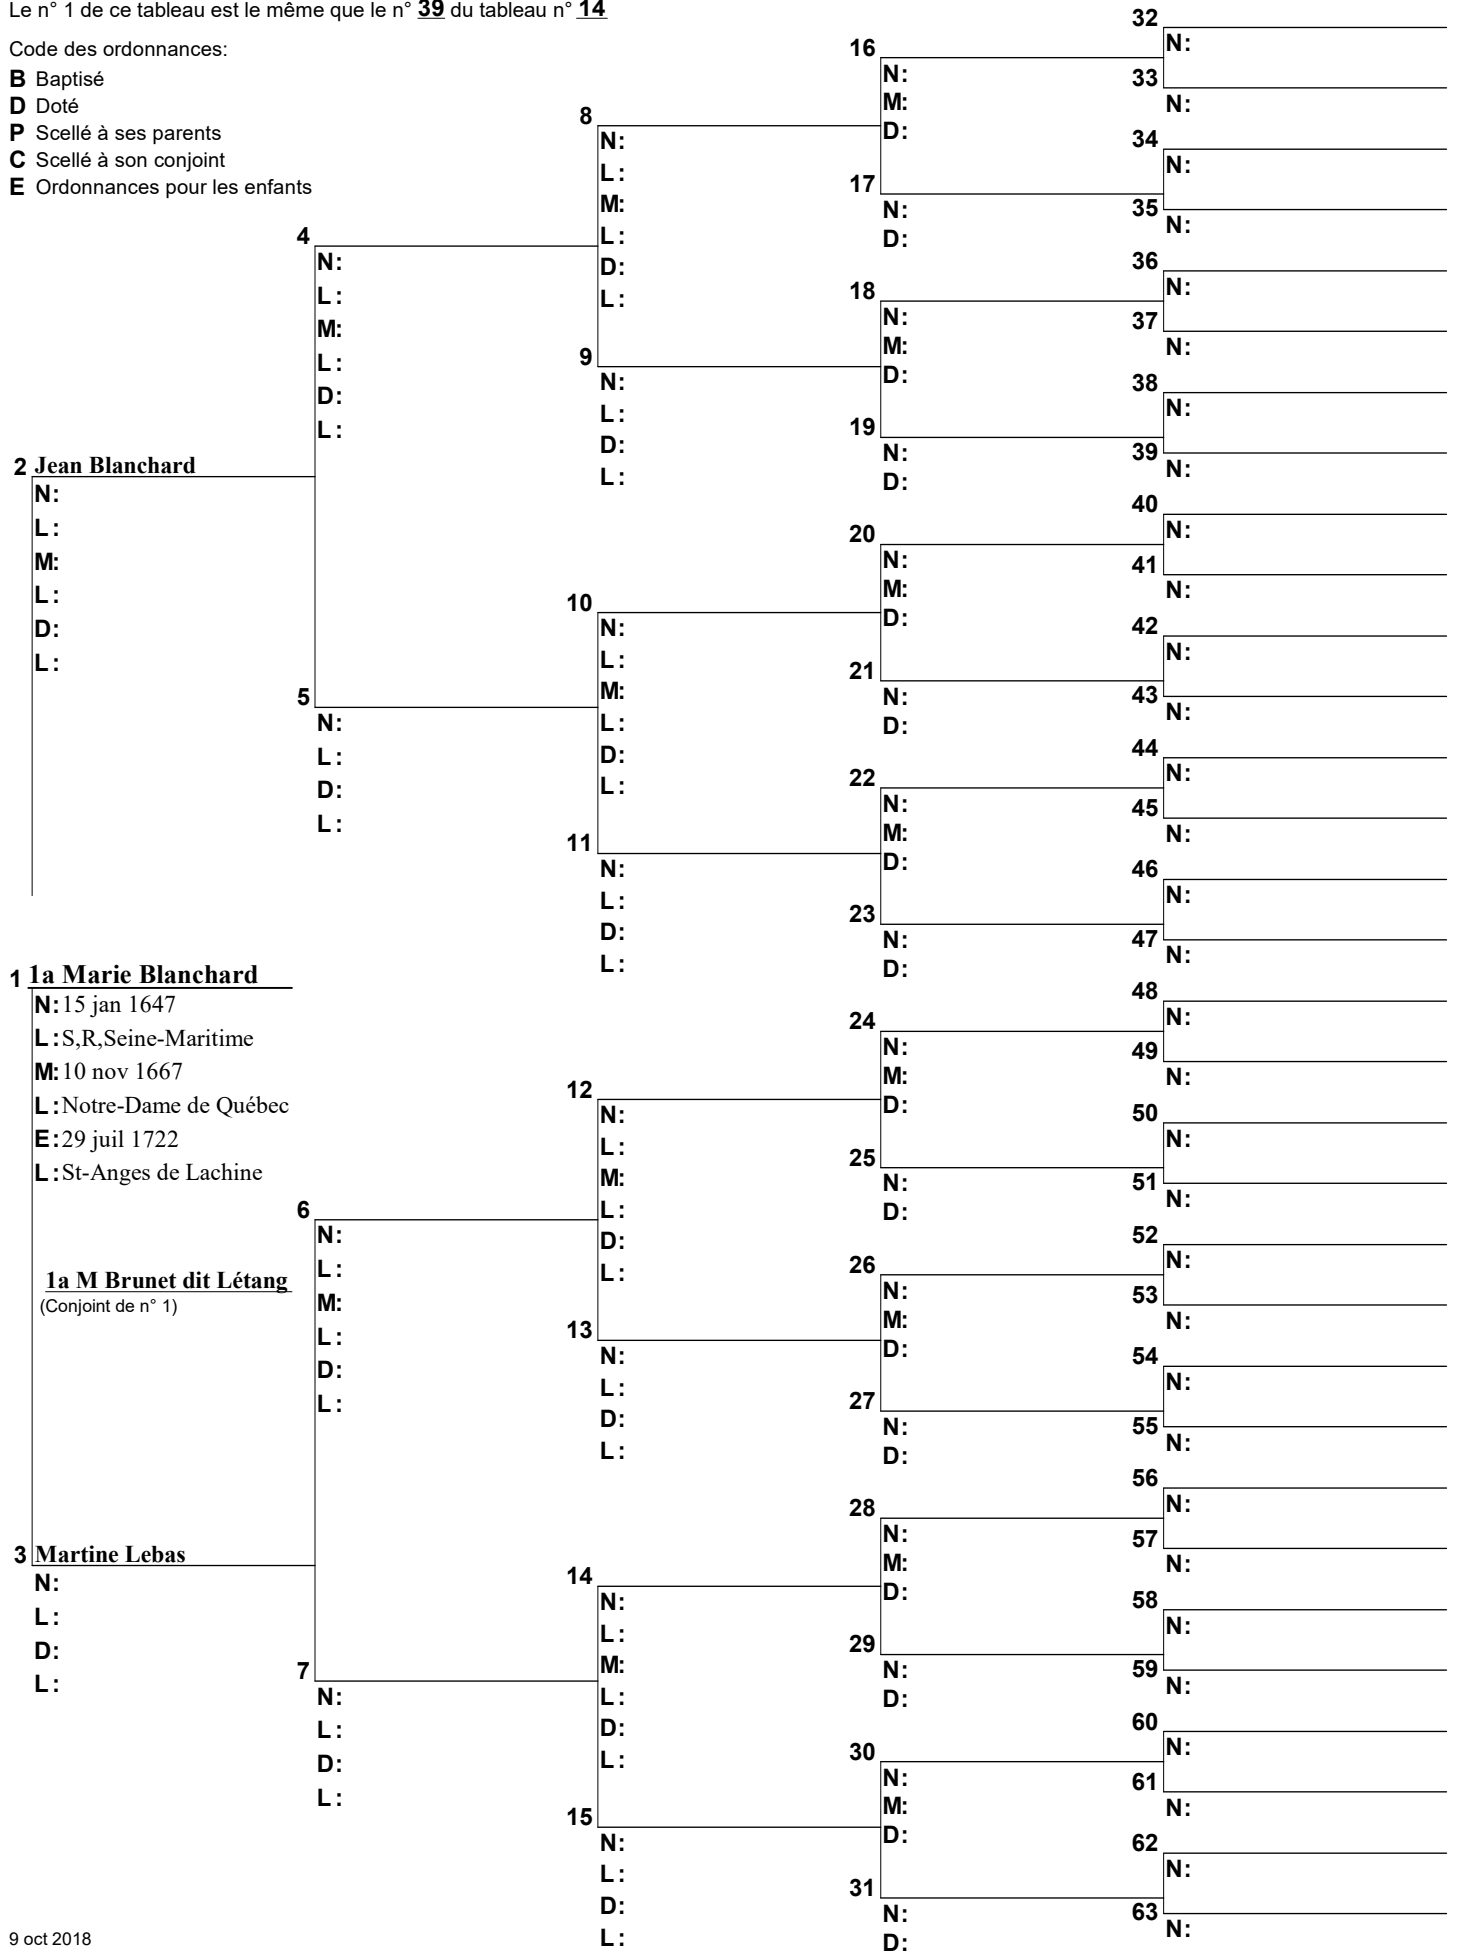 Le n° 1 de ce tableau est le même que le n° 39 du tableau n° 14
Code des ordonnances:
B Baptisé
D Doté
P Scellé à ses parents
C Scellé à son conjoint
E Ordonnances pour les enfants
2 Jean Blanchard
N:
L:
M:
L:
D:
L:
1 1a Marie Blanchard
N: 15 jan 1647
L: S,R,Seine-Maritime
M: 10 nov 1667
L: Notre-Dame de Québec
E: 29 juil 1722
L: St-Anges de Lachine
1a M Brunet dit Létang
(Conjoint de n° 1)
3 Martine Lebas
N:
L:
D:
L:
4
N:
L:
M:
L:
D:
L:
5
N:
L:
D:
L:
6
N:
L:
M:
L:
D:
L:
7
N:
L:
D:
L:
8
N:
L:
M:
L:
D:
L:
9
N:
L:
D:
L:
10
N:
L:
M:
L:
D:
L:
11
N:
L:
D:
L:
12
N:
L:
M:
L:
D:
L:
13
N:
L:
D:
L:
14
N:
L:
M:
L:
D:
L:
15
N:
L:
D:
L:
16
N:
M:
D:
17
N:
D:
18
N:
M:
D:
19
N:
D:
20
N:
M:
D:
21
N:
D:
22
N:
M:
D:
23
N:
D:
24
N:
M:
D:
25
N:
D:
26
N:
M:
D:
27
N:
D:
28
N:
M:
D:
29
N:
D:
30
N:
M:
D:
31
N:
D:
32
N:
33
N:
34
N:
35
N:
36
N:
37
N:
38
N:
39
N:
40
N:
41
N:
42
N:
43
N:
44
N:
45
N:
46
N:
47
N:
48
N:
49
N:
50
N:
51
N:
52
N:
53
N:
54
N:
55
N:
56
N:
57
N:
58
N:
59
N:
60
N:
61
N:
62
N:
63
N:
9 oct 2018